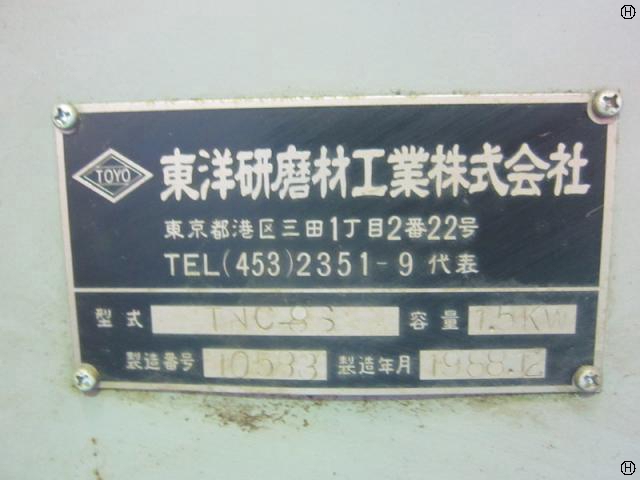 TOYO 東洋研磨材工業株式会社
東京都港区三田1丁目2番22号
TEL(453)2351-9 代表
型式 TNC-8S 容量 1.5KW
製造番号 10533 製造年月 1988.12